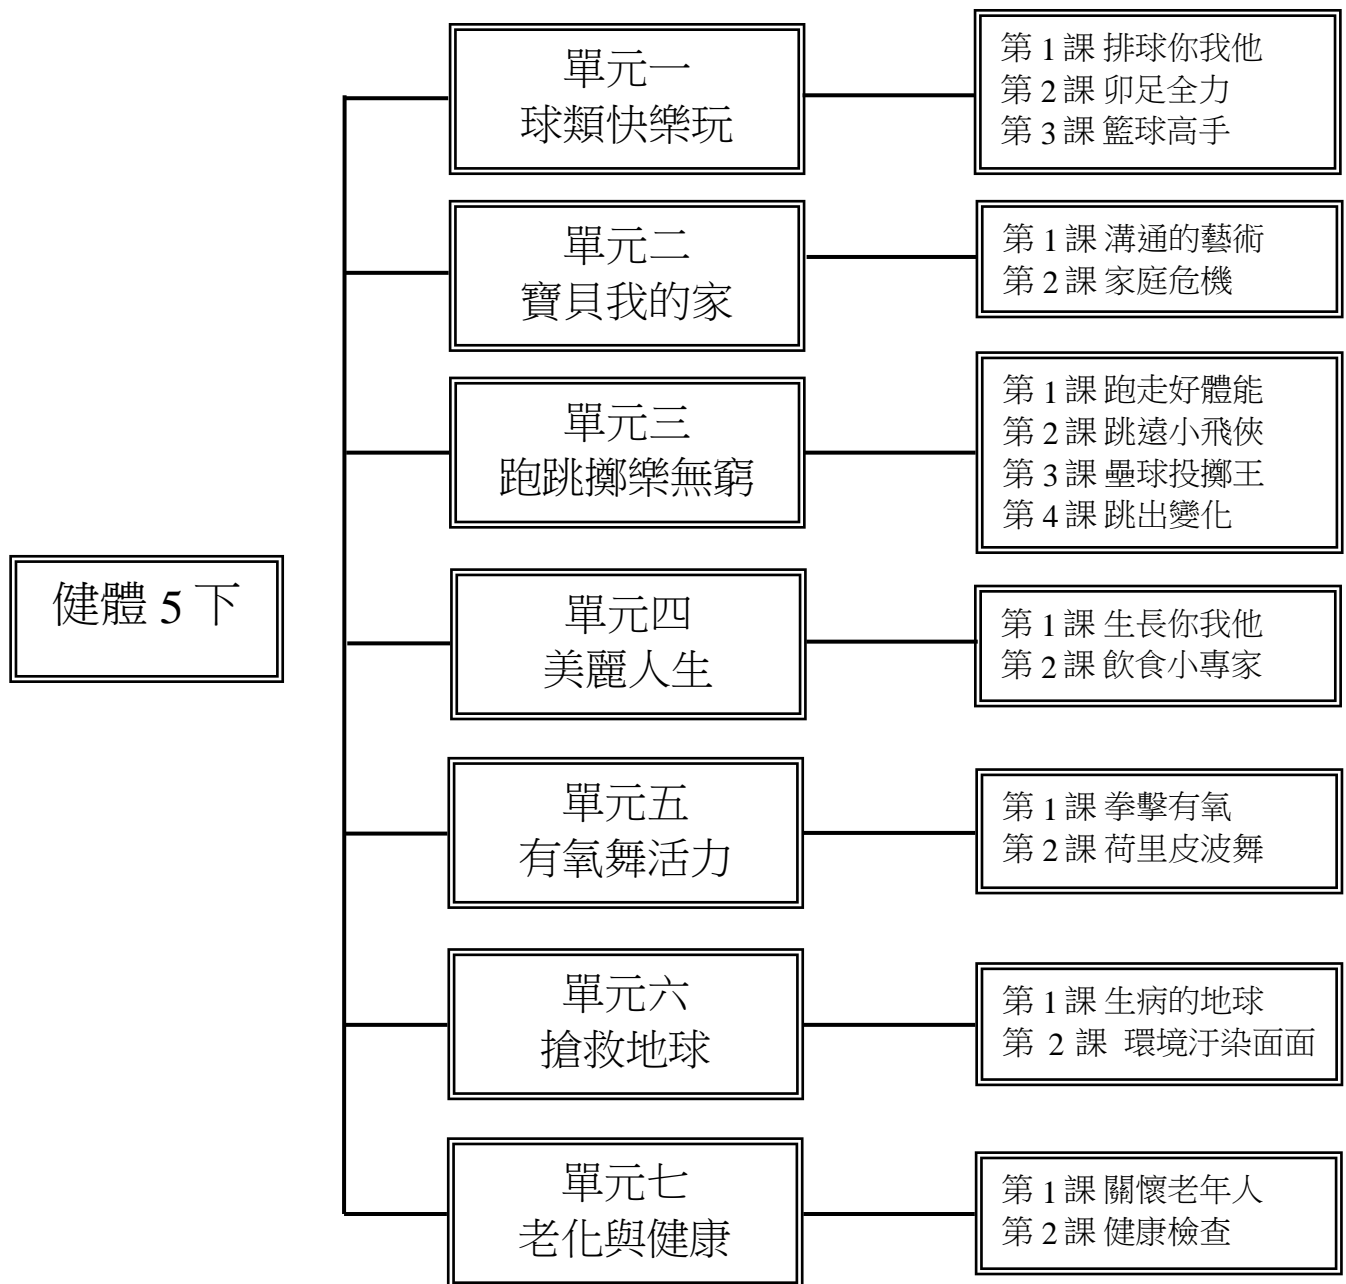 健體 5 下
單元一
球類快樂玩
第 1 課 排球你我他
第 2 課 卯足全力
第 3 課 籃球高手
單元二
寶貝我的家
第 1 課 溝通的藝術
第 2 課 家庭危機
單元三
跑跳擲樂無窮
第 1 課 跑走好體能
第 2 課 跳遠小飛俠
第 3 課 壘球投擲王
第 4 課 跳出變化
單元四
美麗人生
第 1 課 生長你我他
第 2 課 飲食小專家
單元五
有氧舞活力
第 1 課 拳擊有氧
第 2 課 荷里皮波舞
單元六
搶救地球
第 1 課 生病的地球
第 2 課 環境汙染面面
單元七
老化與健康
第 1 課 關懷老年人
第 2 課 健康檢查